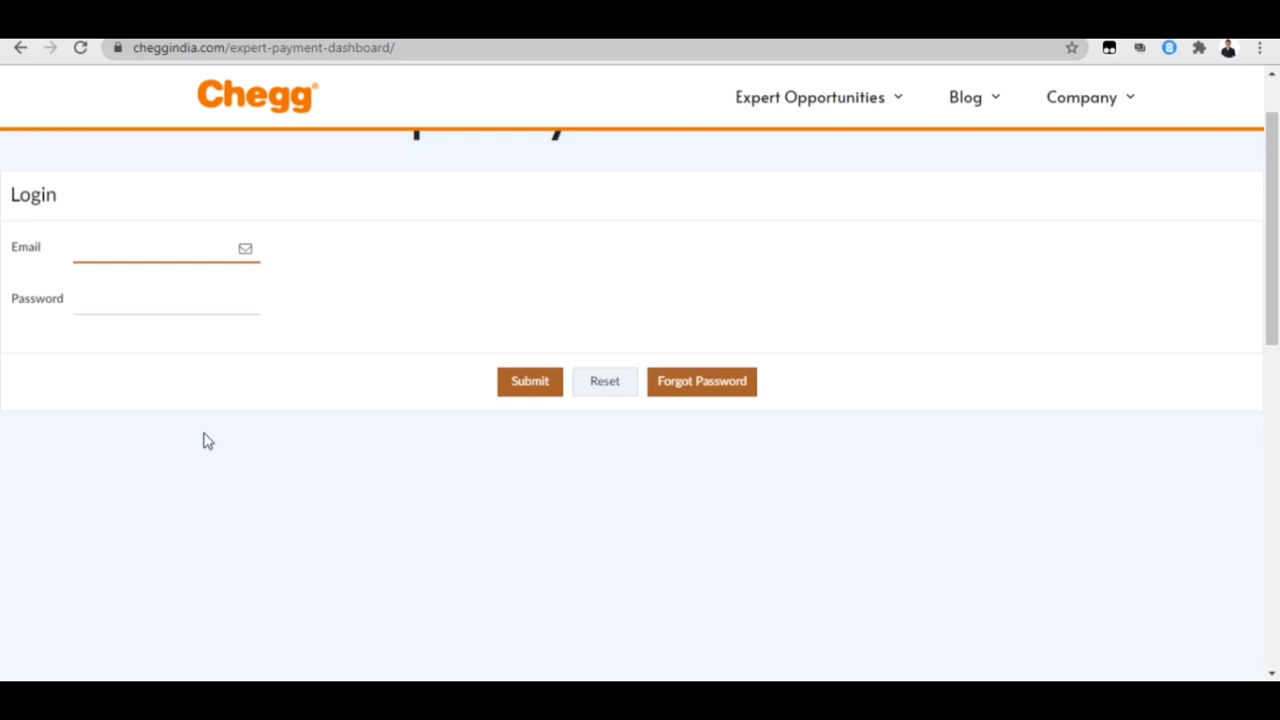 cheggindia.com/expert-payment-dashboard/
Chegg®
Expert Opportunities
Blog
Company
Login
Email
Password
Submit
Reset
Forgot Password